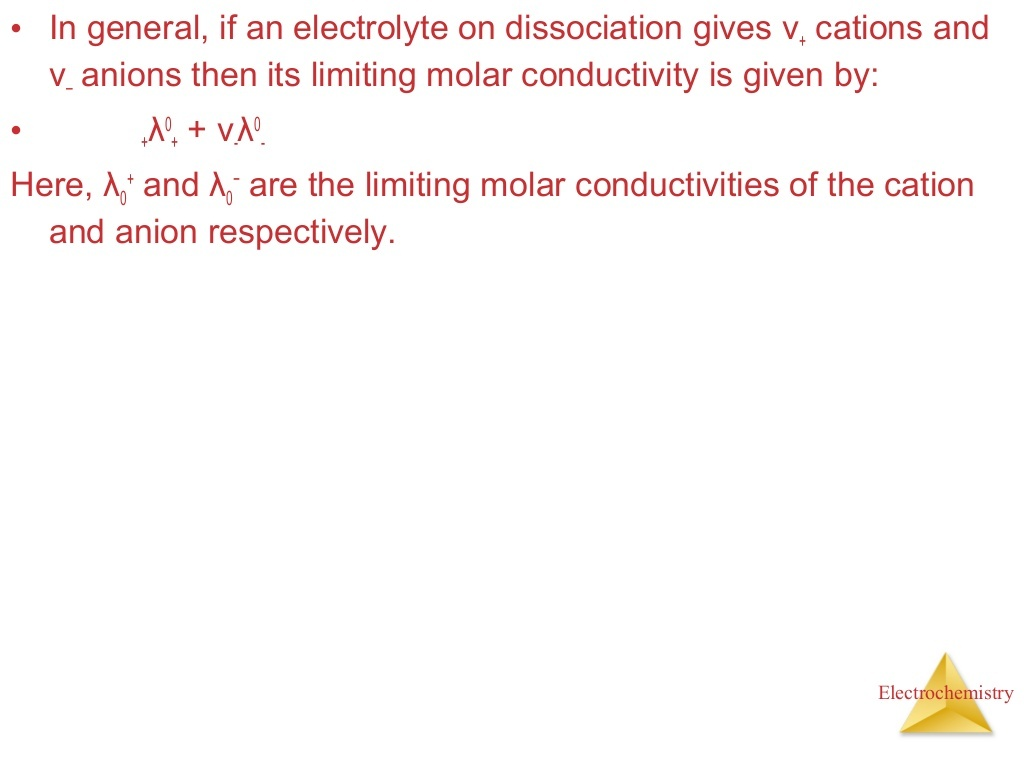 • In general, if an electrolyte on dissociation gives v₊ cations and
v₋ anions then its limiting molar conductivity is given by:
• ₊λ⁰₊ + v₋λ⁰₋
Here, λ₀⁺ and λ₀⁻ are the limiting molar conductivities of the cation
and anion respectively.
Electrochemistry